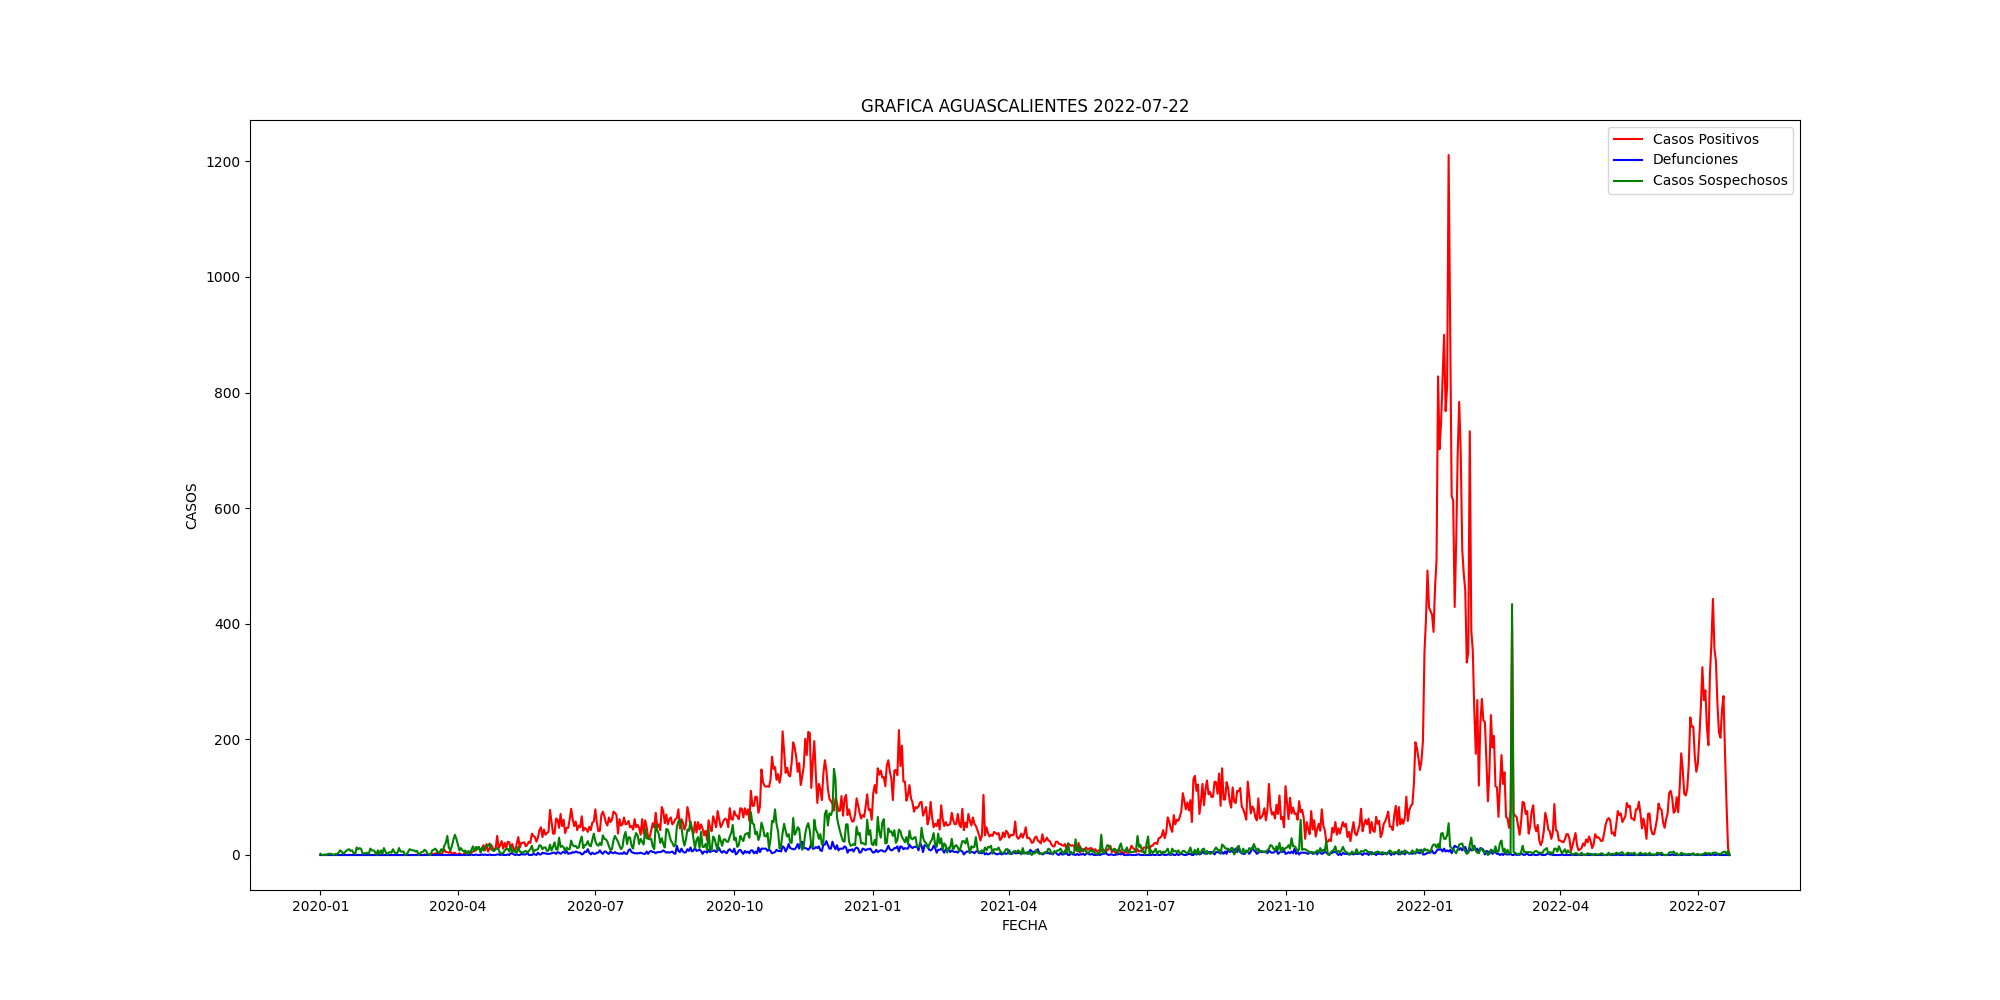 GRAFICA AGUASCALIENTES 2022-07-22
Casos Positivos
Defunciones
Casos Sospechosos
1200
1000
800
600
400
200
0
CASOS
2020-01 2020-04 2020-07 2020-10 2021-01 2021-04 2021-07 2021-10 2022-01 2022-04 2022-07
FECHA